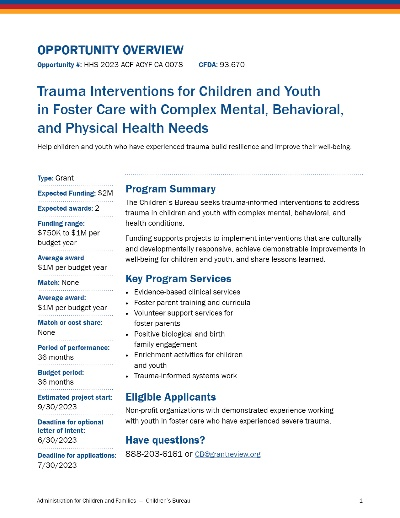 OPPORTUNITY OVERVIEW
Opportunity #: HHS-2023-ACF-ACYF-CA-0078 CFDA: 93.670
Trauma Interventions for Children and Youth
in Foster Care with Complex Mental, Behavioral,
and Physical Health Needs
Help children and youth who have experienced trauma build resilience and improve their well-being.
Type: Grant
Expected Funding: $2M
Expected awards: 2
Funding range:
$750K to $1M per
budget year
Average award
$1M per budget year
Match: None
Average award:
$1M per budget year
Match or cost share:
None
Period of performance:
36 months
Budget period:
36 months
Estimated project start:
9/30/2023
Deadline for optional
letter of intent:
6/30/2023
Deadline for applications:
7/30/2023
Program Summary
The Children's Bureau seeks trauma-informed interventions to address
trauma in children and youth with complex mental, behavioral, and
health conditions.
Funding supports projects to implement interventions that are culturally
and developmentally responsive, achieve demonstrable improvements in
well-being for children and youth, and share lessons learned.
Key Program Services
• Evidence-based clinical services
• Foster parent training and curricula
• Volunteer support services for
foster parents
• Positive biological and birth
family engagement
• Enrichment activities for children
and youth
• Trauma-informed systems work
Eligible Applicants
Non-profit organizations with demonstrated experience working
with youth in foster care who have experienced severe trauma.
Have questions?
888-203-6161 or CB@grantreview.org
Administration for Children and Families – Children's Bureau 1